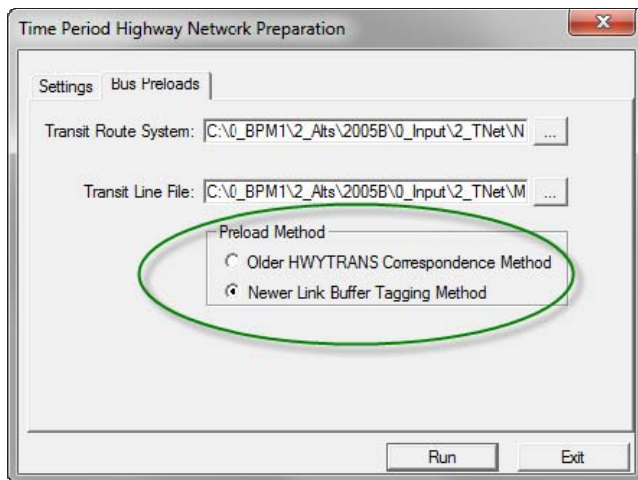 Time Period Highway Network Preparation
Settings Bus Preloads
Transit Route System: C:\0_BPM1\2_Alts\2005B\0_Input\2_TNet\N ...
Transit Line File: C:\0_BPM1\2_Alts\2005B\0_Input\2_TNet\M ...
Preload Method
Older HWYTRANS Correspondence Method
Newer Link Buffer Tagging Method
Run Exit